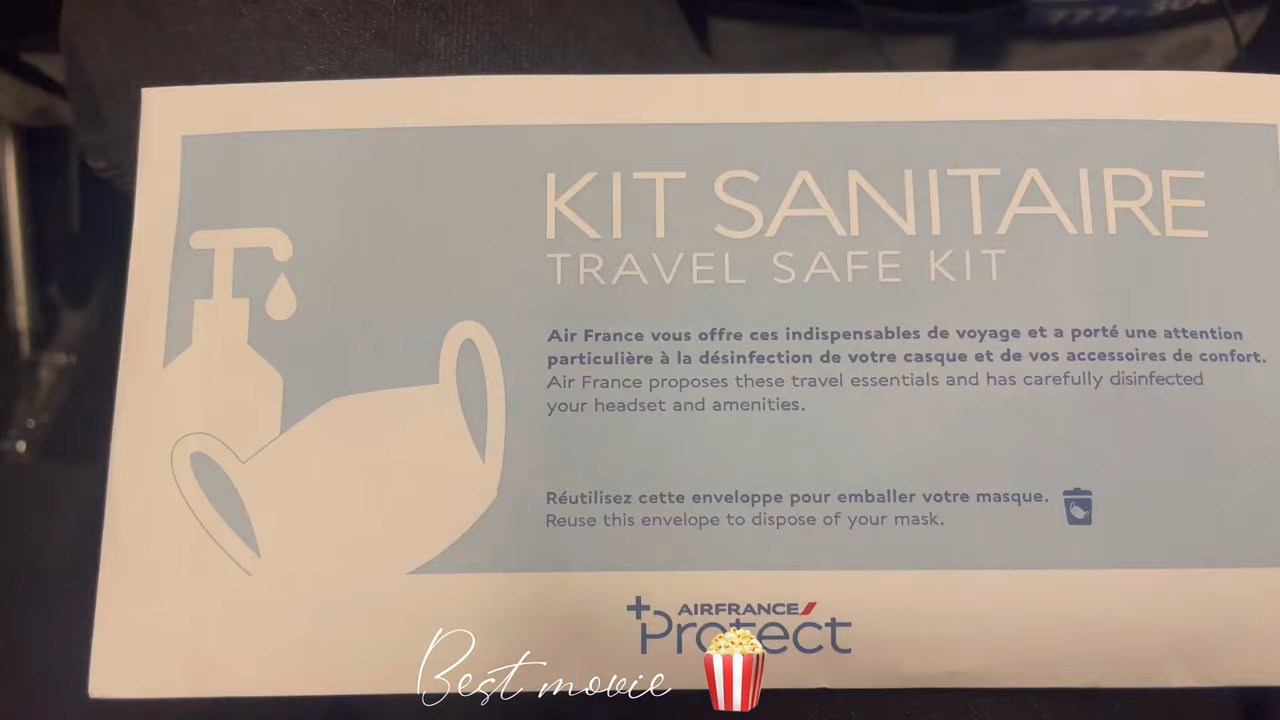 KIT SANITAIRE
TRAVEL SAFE KIT
Air France vous offre ces indispensables de voyage et a porté une attention
particulière à la désinfection de votre casque et de vos accessoires de confort.
Air France proposes these travel essentials and has carefully disinfected
your headset and amenities.
Réutilisez cette enveloppe pour emballer votre masque.
Reuse this envelope to dispose of your mask.
AIRFRANCE
Protect
Best movie